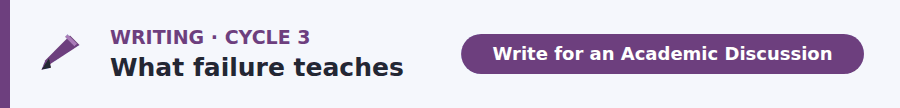 WRITING · CYCLE 3
What failure teaches
Write for an Academic Discussion